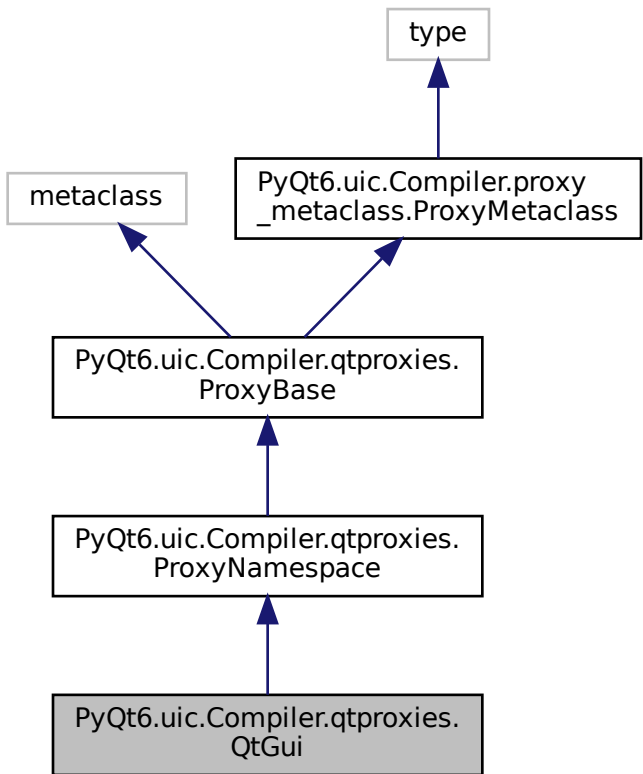 type
PyQt6.uic.Compiler.proxy
_metaclass.ProxyMetaclass
metaclass
PyQt6.uic.Compiler.qtproxies.
ProxyBase
PyQt6.uic.Compiler.qtproxies.
ProxyNamespace
PyQt6.uic.Compiler.qtproxies.
QtGui